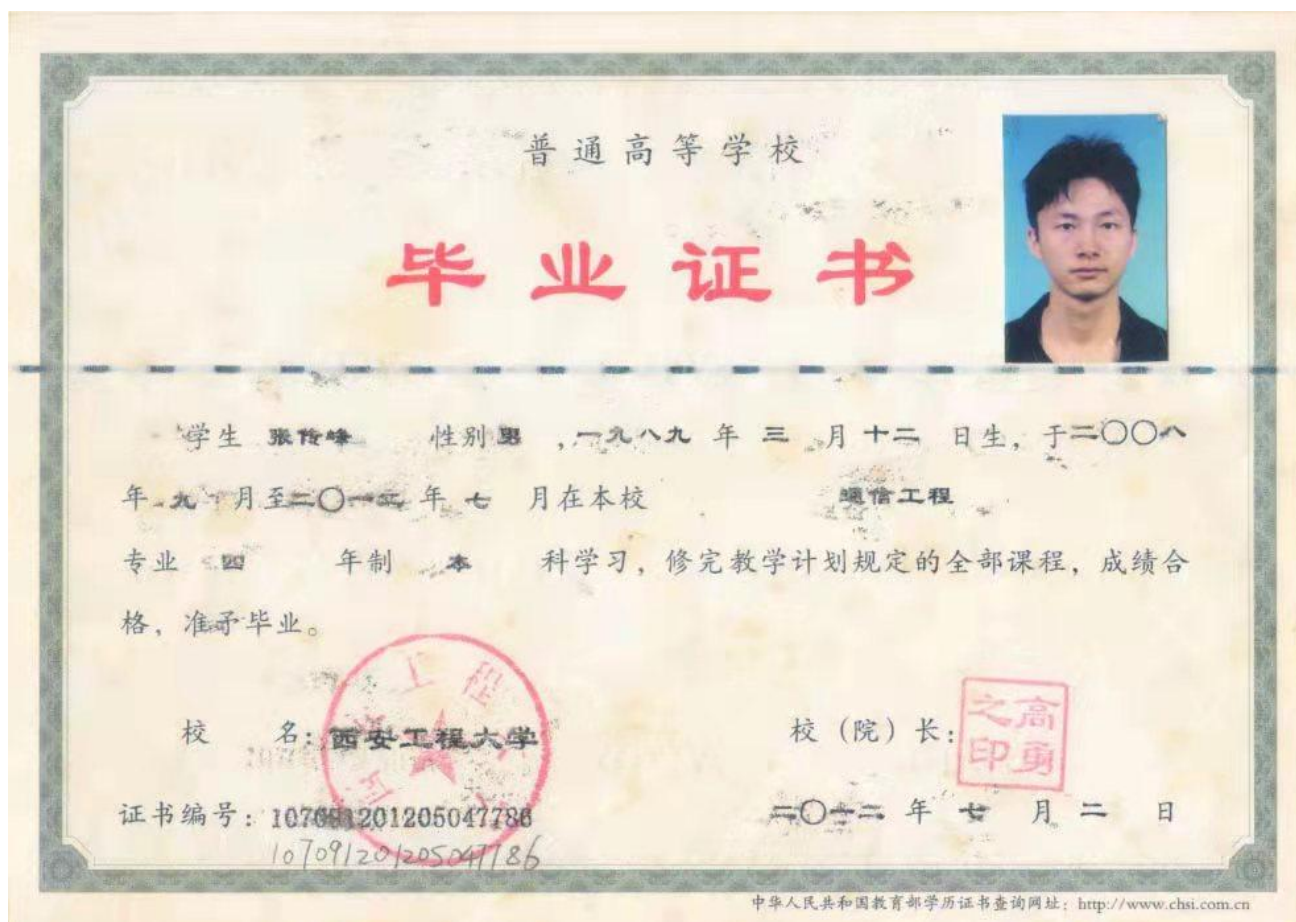 普通高等学校
毕业证书
学生 张传峰 性别 男 ,一九八九 年 三 月 十二 日生，于二〇〇八
年 九 月至二〇一二 年 七 月在本校 通信工程
专业 四 年制 本 科学习，修完教学计划规定的全部课程，成绩合
格，准予毕业。
校 名：西安工程大学
校（院）长：
高勇之印
证书编号：107091201205047786
107091201205047786
二〇一二 年 七 月 二 日
中华人民共和国教育部学历证书查询网址：http://www.chsi.com.cn